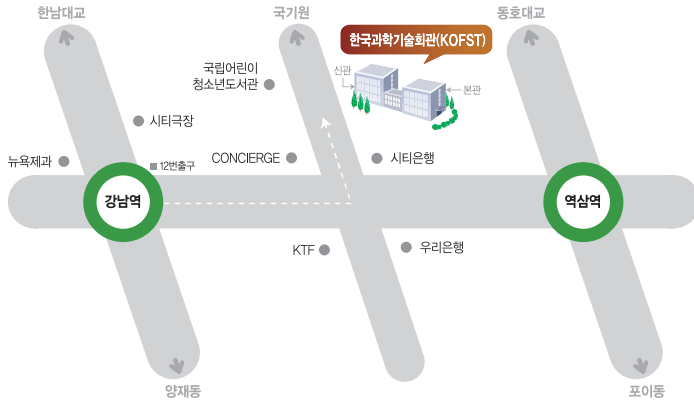 한남대교
국기원
동호대교
한국과학기술회관(KOFST)
신관
본관
국립어린이
청소년도서관
시티극장
뉴욕제과
12번출구
CONCIERGE
시티은행
강남역
역삼역
KTF
우리은행
양재동
포이동